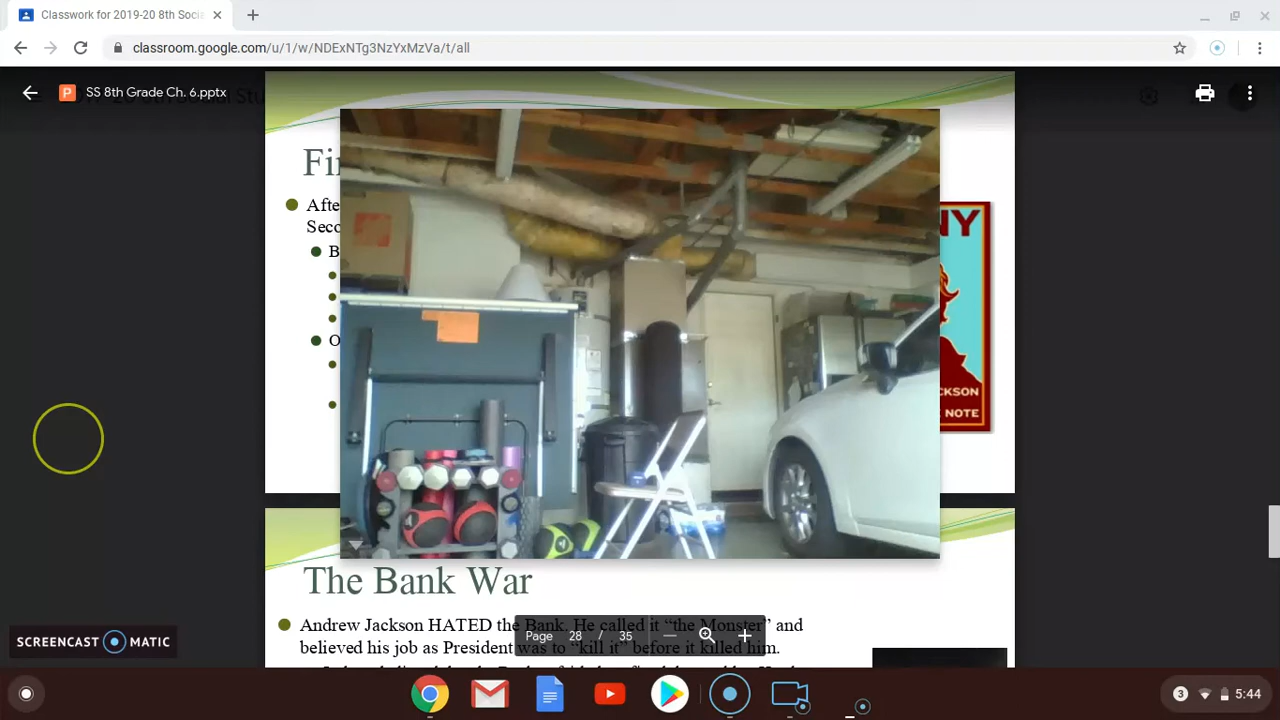 Classwork for 2019-20 8th Socia
classroom.google.com/u/1/w/NDExNTg3NzYxMzVa/t/all
P SS 8th Grade Ch. 6.pptx
Afte
Seco
B
O
NY
CKSON
NOTE
The Bank War
Andrew Jackson HATED the Bank. He called it “the Monster” and
believed his job as President was to “kill it” before it killed him.
Page 28 / 35
SCREENCAST O MATIC
3
5:44